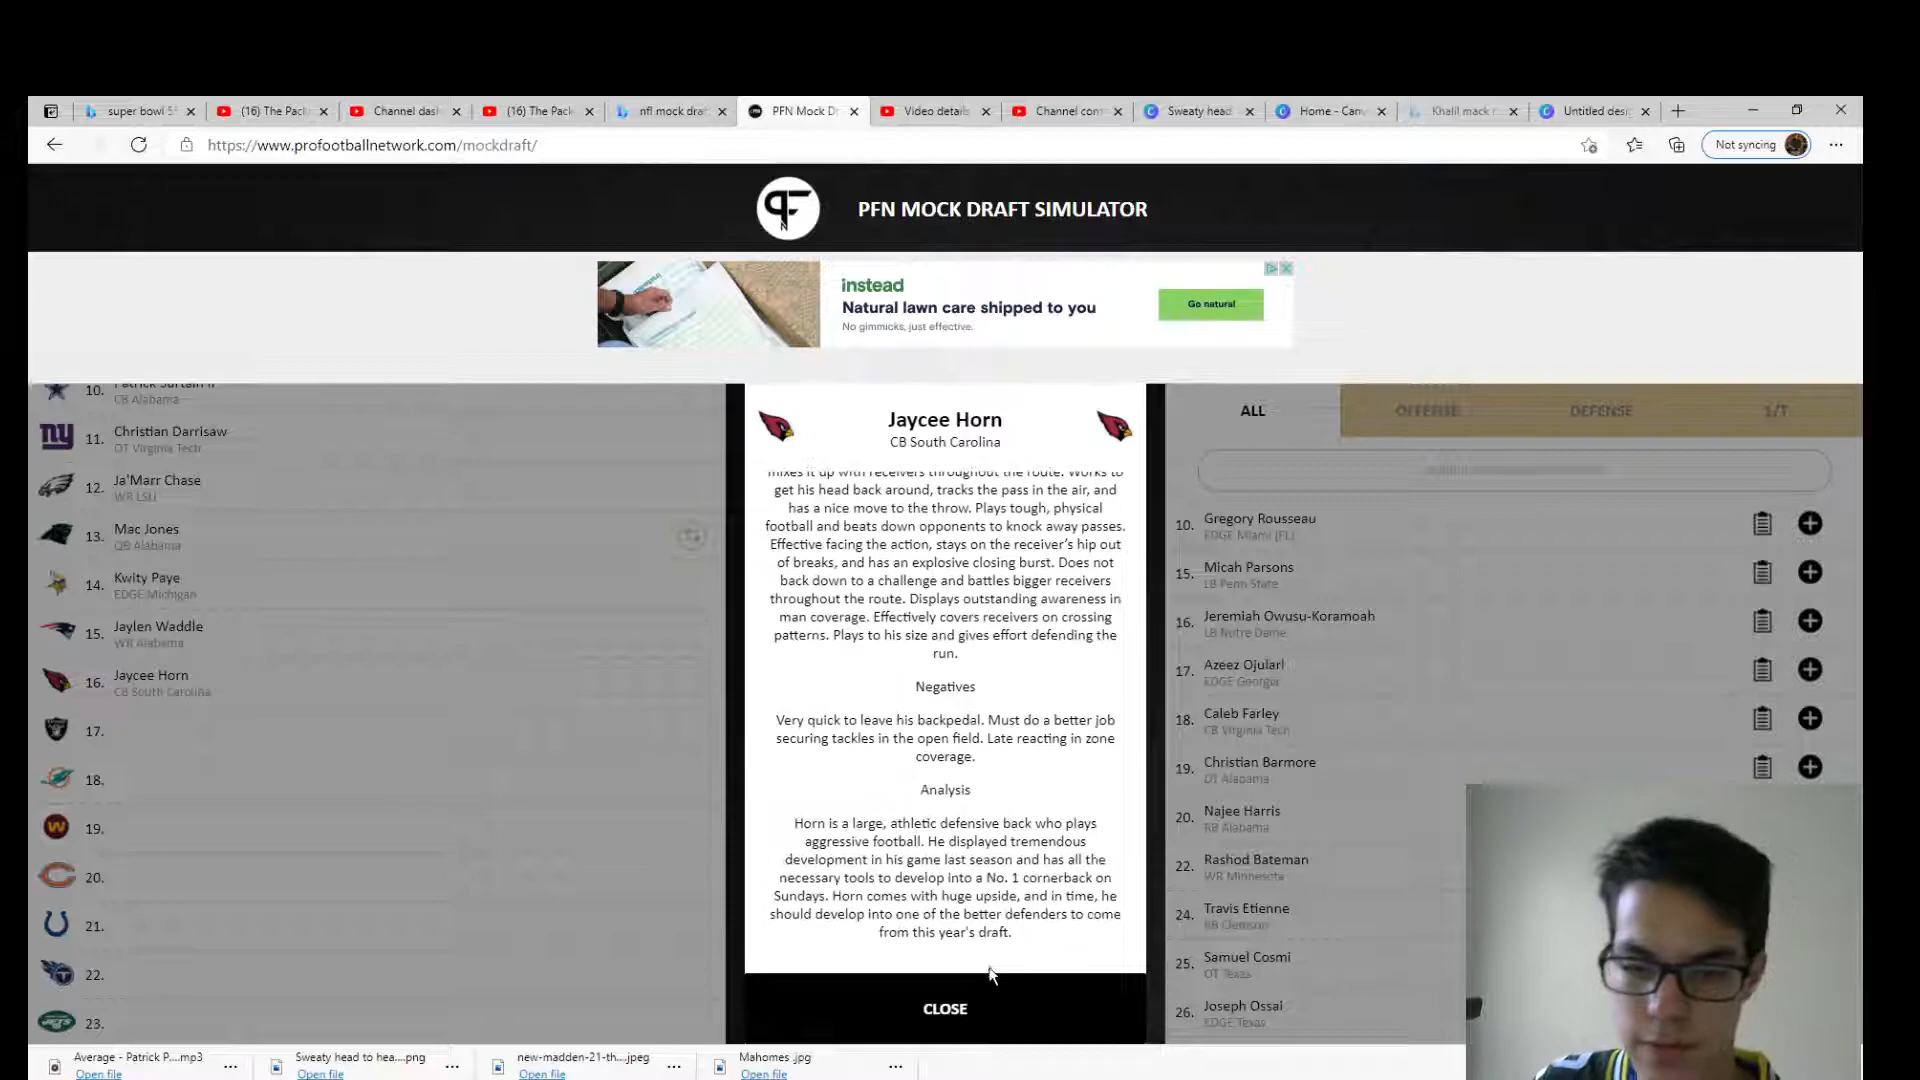 super bowl 5
(16) The Pack
Channel das
(16) The Pack
nfl mock draf
PFN Mock Dr
Video details
Channel con
Sweaty head
Home - Canv
Khalil mack r
Untitled desi
https://www.profootballnetwork.com/mockdraft/
Not syncing
PFN MOCK DRAFT SIMULATOR
instead
Natural lawn care shipped to you
No gimmicks, just effective.
Go natural
10. Patrick Surtain II
CB Alabama
11. Christian Darrisaw
OT Virginia Tech
12. Ja'Marr Chase
WR LSU
13. Mac Jones
QB Alabama
14. Kwity Paye
EDGE Michigan
15. Jaylen Waddle
WR Alabama
16. Jaycee Horn
CB South Carolina
17.
18.
19.
20.
21.
22.
23.
Jaycee Horn
CB South Carolina
mixes it up with receivers throughout the route. Works to
get his head back around, tracks the pass in the air, and
has a nice move to the throw. Plays tough, physical
football and beats down opponents to knock away passes.
Effective facing the action, stays on the receiver's hip out
of breaks, and has an explosive closing burst. Does not
back down to a challenge and battles bigger receivers
throughout the route. Displays outstanding awareness in
man coverage. Effectively covers receivers on crossing
patterns. Plays to his size and gives effort defending the
run.
Negatives
Very quick to leave his backpedal. Must do a better job
securing tackles in the open field. Late reacting in zone
coverage.
Analysis
Horn is a large, athletic defensive back who plays
aggressive football. He displayed tremendous
development in his game last season and has all the
necessary tools to develop into a No. 1 cornerback on
Sundays. Horn comes with huge upside, and in time, he
should develop into one of the better defenders to come
from this year's draft.
CLOSE
ALL
OFFENSE
DEFENSE
S/T
10. Gregory Rousseau
EDGE Miami (FL)
15. Micah Parsons
LB Penn State
16. Jeremiah Owusu-Koramoah
LB Notre Dame
17. Azeez Ojulari
EDGE Georgia
18. Caleb Farley
CB Virginia Tech
19. Christian Barmore
DT Alabama
20. Najee Harris
RB Alabama
22. Rashod Bateman
WR Minnesota
24. Travis Etienne
RB Clemson
25. Samuel Cosmi
OT Texas
26. Joseph Ossai
EDGE Texas
Average - Patrick P....mp3
Open file
Sweaty head to hea....png
Open file
new-madden-21-th....jpeg
Open file
Mahomes .jpg
Open file